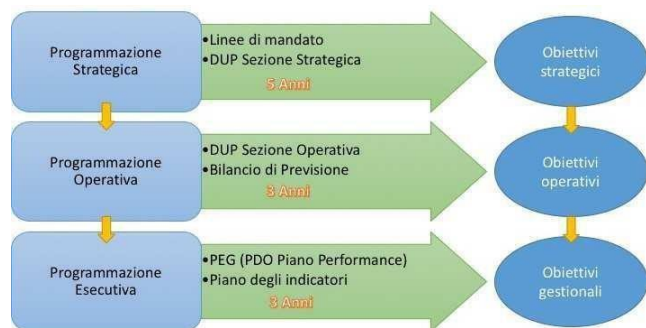 Programmazione
Strategica
•Linee di mandato
•DUP Sezione Strategica
5 Anni
Obiettivi
strategici
Programmazione
Operativa
•DUP Sezione Operativa
•Bilancio di Previsione
3 Anni
Obiettivi
operativi
Programmazione
Esecutiva
•PEG (PDO Piano Performance)
•Piano degli indicatori
3 Anni
Obiettivi
gestionali